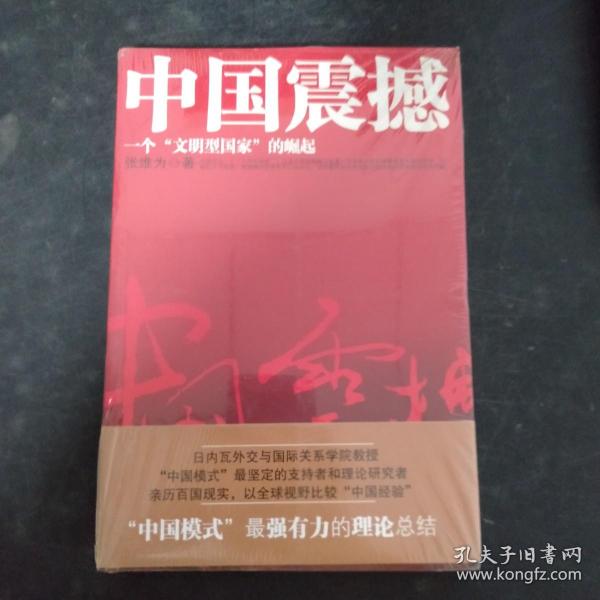 中国震撼
一个“文明型国家”的崛起
张维为◎著
中国震撼
日内瓦外交与国际关系学院教授
“中国模式”最坚定的支持者和理论研究者
亲历百国现实，以全球视野比较“中国经验”
“中国模式”最强有力的理论总结
孔夫子旧书网
www.kongfz.com